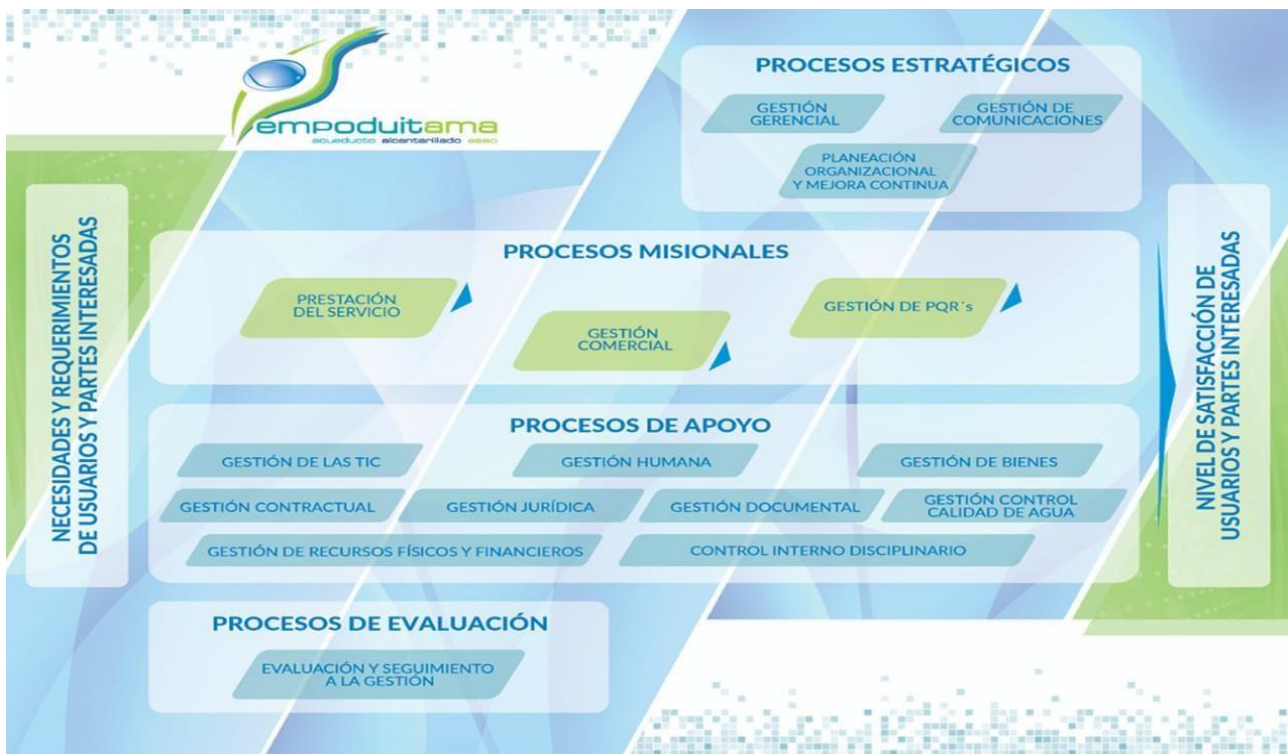 empoduitama
acueducto alcantarillado aseo
PROCESOS ESTRATÉGICOS
GESTIÓN
GERENCIAL
GESTIÓN DE
COMUNICACIONES
PLANEACIÓN
ORGANIZACIONAL
Y MEJORA CONTINUA
NECESIDADES Y REQUERIMIENTOS
DE USUARIOS Y PARTES INTERESADAS
PROCESOS MISIONALES
PRESTACIÓN
DEL SERVICIO
GESTIÓN
COMERCIAL
GESTIÓN DE PQR´s
PROCESOS DE APOYO
GESTIÓN DE LAS TIC
GESTIÓN HUMANA
GESTIÓN DE BIENES
GESTIÓN CONTRACTUAL
GESTIÓN JURÍDICA
GESTIÓN DOCUMENTAL
GESTIÓN CONTROL
CALIDAD DE AGUA
GESTIÓN DE RECURSOS FÍSICOS Y FINANCIEROS
CONTROL INTERNO DISCIPLINARIO
PROCESOS DE EVALUACIÓN
EVALUACIÓN Y SEGUIMIENTO
A LA GESTIÓN
NIVEL DE SATISFACCIÓN DE
USUARIOS Y PARTES INTERESADAS